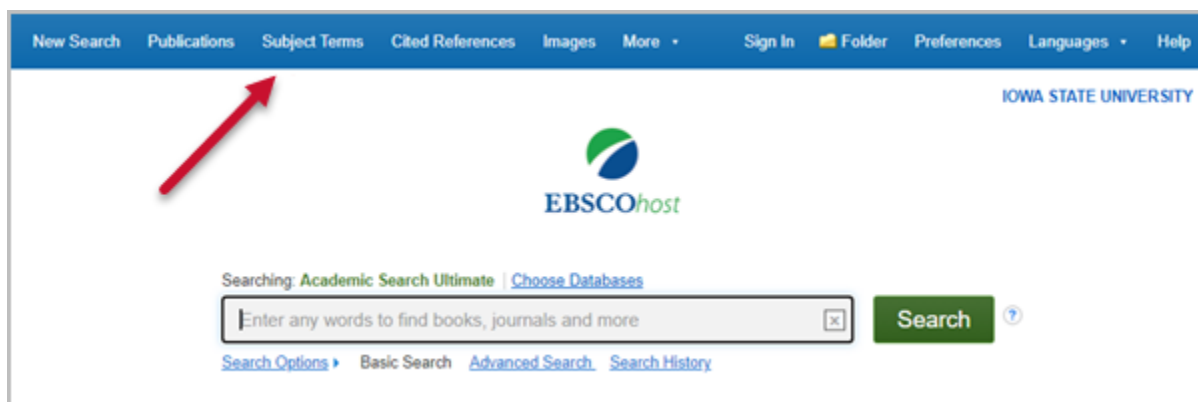 New Search Publications Subject Terms Cited References Images More Sign In Folder Preferences Languages Help
IOWA STATE UNIVERSITY
EBSCOhost
Searching: Academic Search Ultimate | Choose Databases
Enter any words to find books, journals and more Search ?
Search Options Basic Search Advanced Search Search History